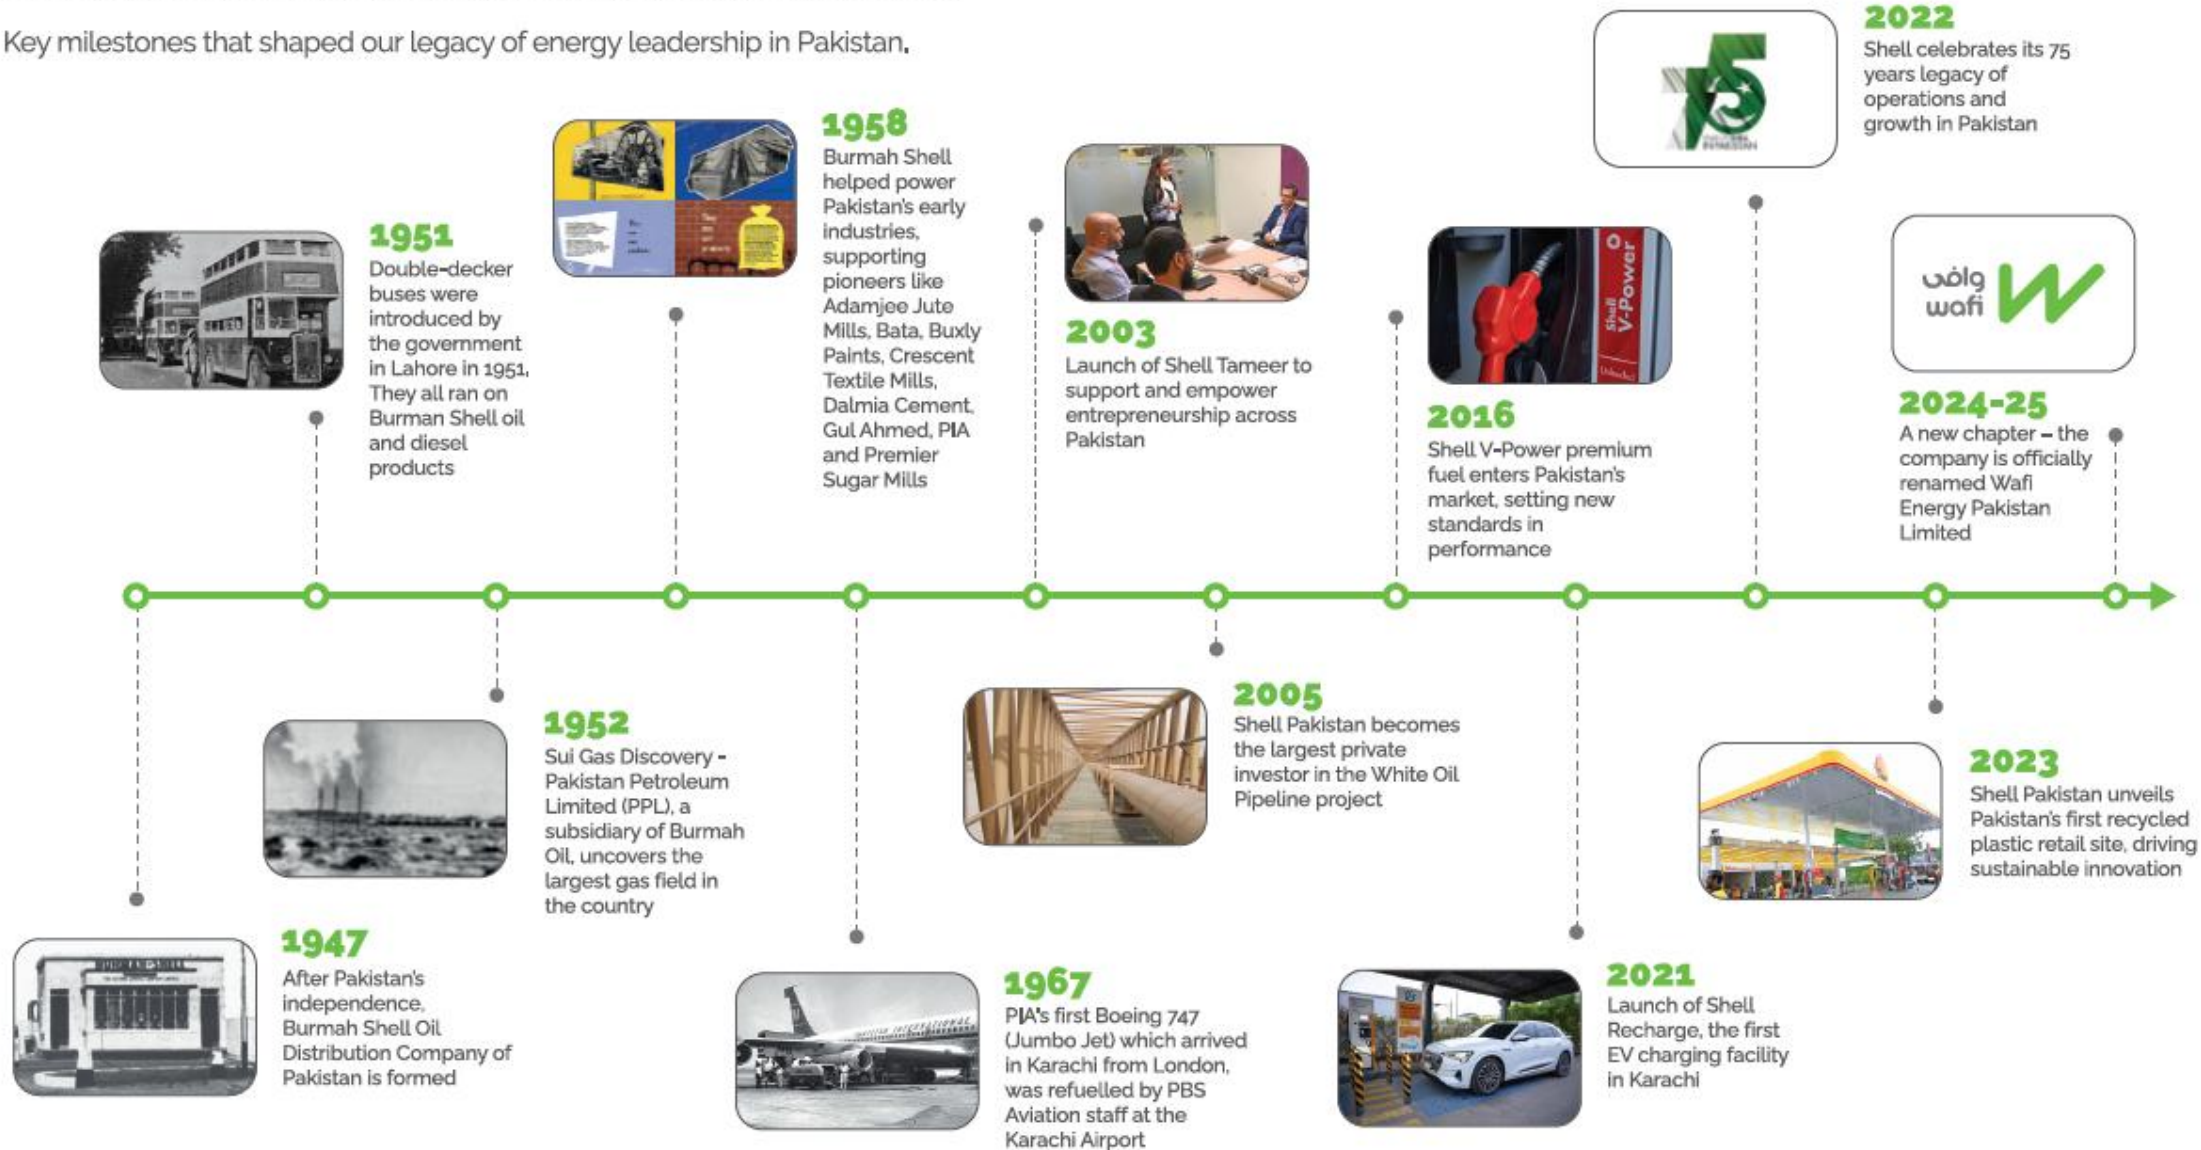 Key milestones that shaped our legacy of energy leadership in Pakistan.
1947
After Pakistan's
independence,
Burmah Shell Oil
Distribution Company of
Pakistan is formed
BURMAH-SHELL
1951
Double-decker
buses were
introduced by
the government
in Lahore in 1951.
They all ran on
Burman Shell oil
and diesel
products
1952
Sui Gas Discovery -
Pakistan Petroleum
Limited (PPL), a
subsidiary of Burmah
Oil, uncovers the
largest gas field in
the country
1958
Burmah Shell
helped power
Pakistan's early
industries,
supporting
pioneers like
Adamjee Jute
Mills, Bata, Buxly
Paints, Crescent
Textile Mills,
Dalmia Cement,
Gul Ahmed, PIA
and Premier
Sugar Mills
1967
PIA's first Boeing 747
(Jumbo Jet) which arrived
in Karachi from London,
was refuelled by PBS
Aviation staff at the
Karachi Airport
PAKISTAN INTERNATIONAL
2003
Launch of Shell Tameer to
support and empower
entrepreneurship across
Pakistan
2005
Shell Pakistan becomes
the largest private
investor in the White Oil
Pipeline project
2016
Shell V-Power premium
fuel enters Pakistan's
market, setting new
standards in
performance
Shell
V-Power
2021
Launch of Shell
Recharge, the first
EV charging facility
in Karachi
75
2022
Shell celebrates its 75
years legacy of
operations and
growth in Pakistan
2023
Shell Pakistan unveils
Pakistan's first recycled
plastic retail site, driving
sustainable innovation
وافي
wafi
2024-25
A new chapter – the
company is officially
renamed Wafi
Energy Pakistan
Limited